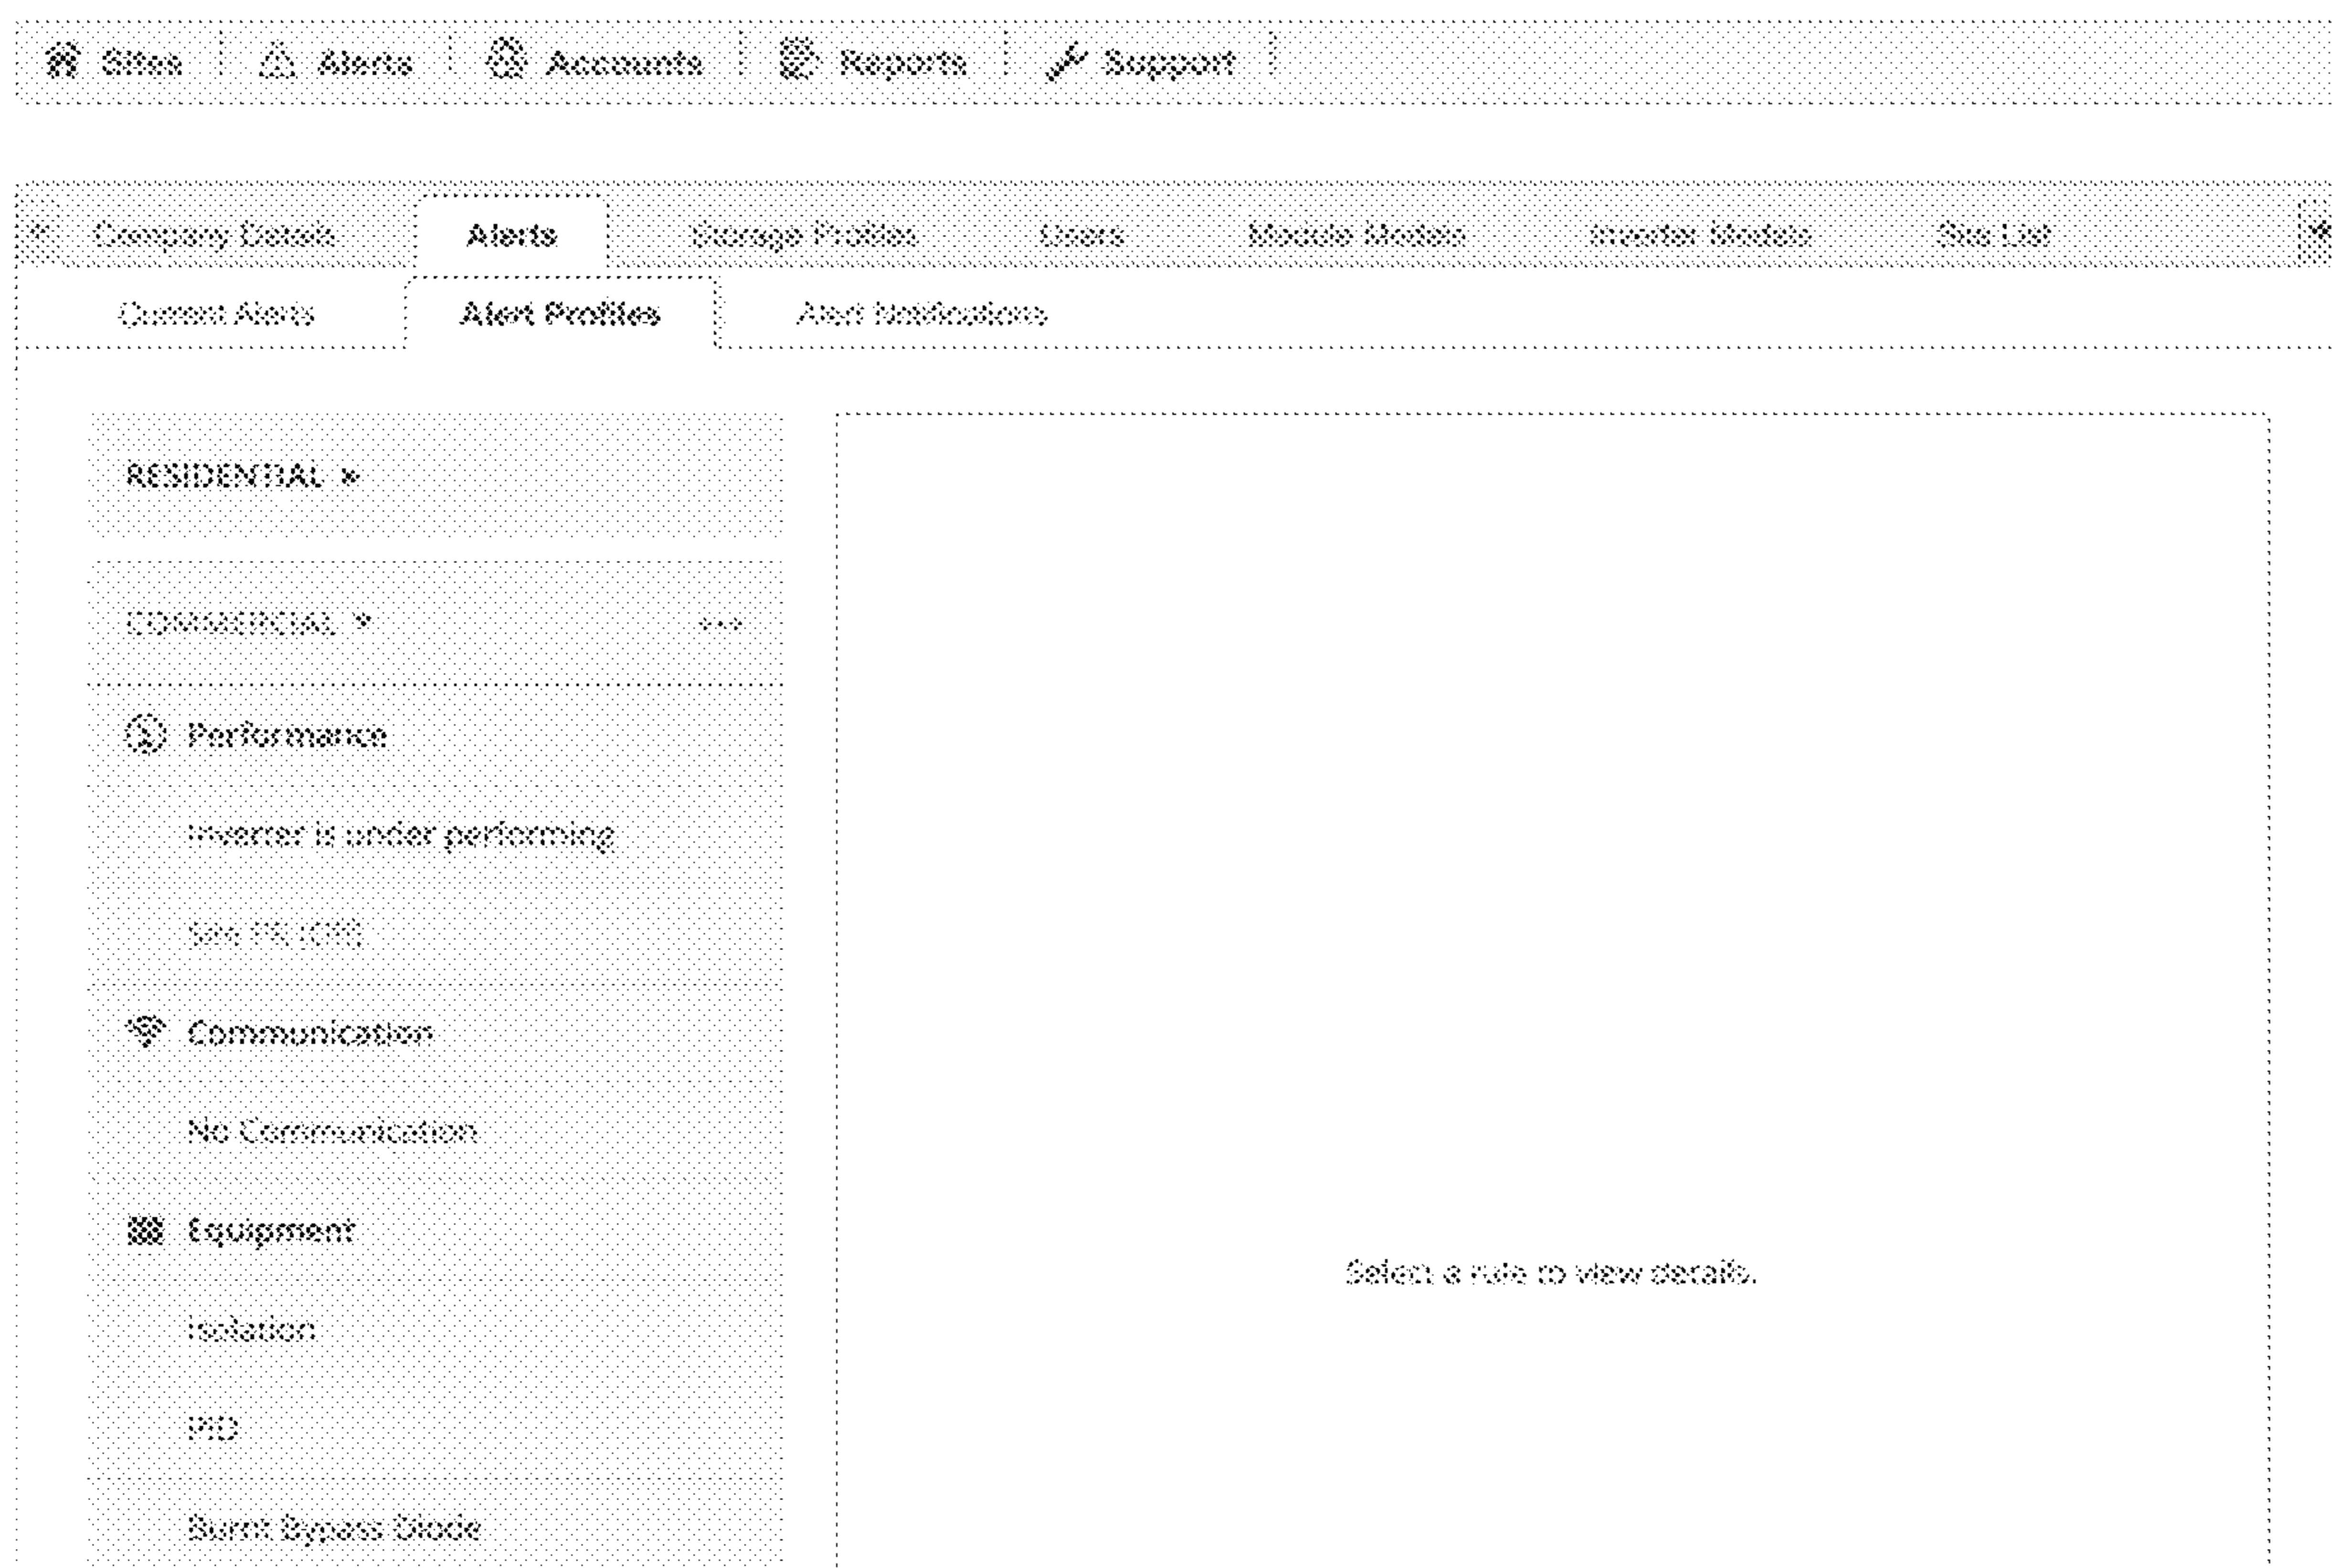 Sites Alerts Accounts Reports Support
Company Details Alerts Storage Profiles Users Module Models Inverter Models Site List
Current Alerts Alert Profiles Alert Notifications
RESIDENTIAL
COMMERCIAL
Performance
Inverter is under performing
Communication
No Communication
Equipment
Isolation
PID
Burnt Bypass Diode
Select a rule to view details.